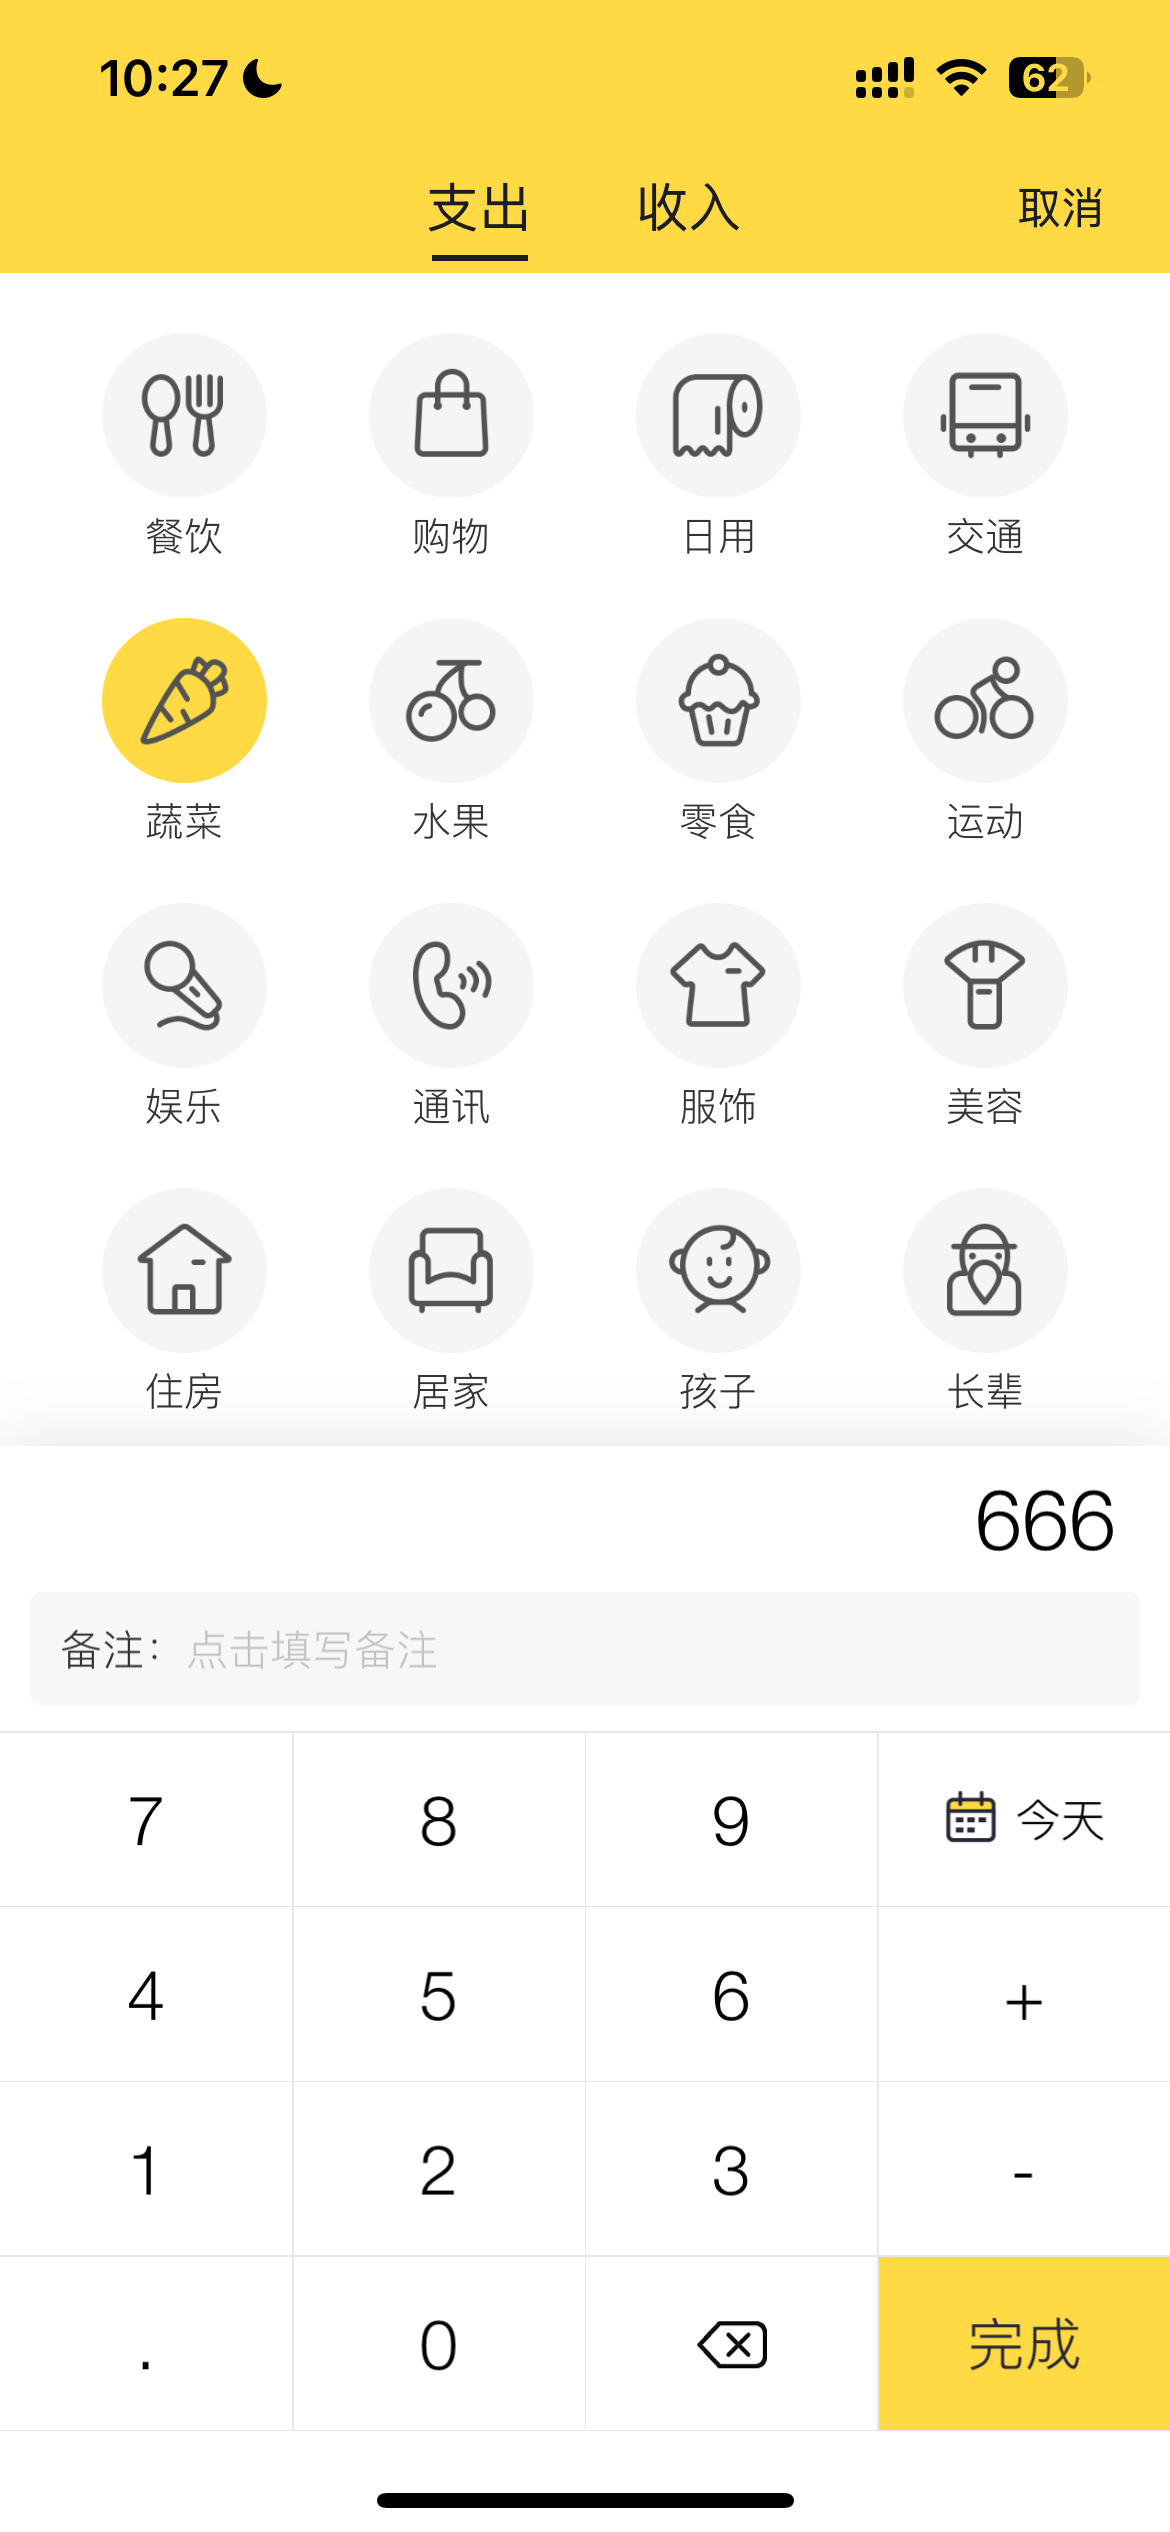 10:27 62
支出 收入 取消
餐饮 购物 日用 交通
蔬菜 水果 零食 运动
娱乐 通讯 服饰 美容
住房 居家 孩子 长辈
666
备注： 点击填写备注
7 8 9 今天
4 5 6 +
1 2 3 -
. 0 完成